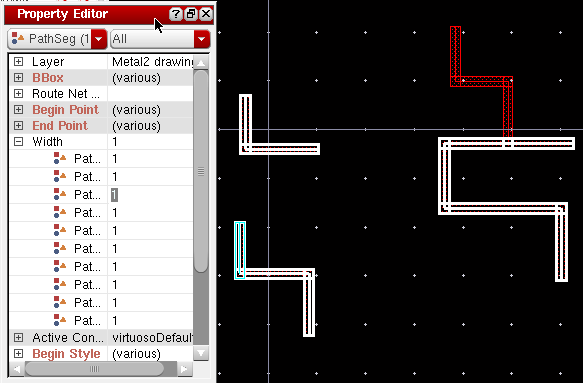 Property Editor
PathSeg (1 All
Layer Metal2 drawin
BBox (various)
Route Net ...
Begin Point (various)
End Point (various)
Width 1
Pat... 1
Pat... 1
Pat... 1
Pat... 1
Pat... 1
Pat... 1
Pat... 1
Pat... 1
Pat... 1
Pat... 1
Active Con... virtuosoDefaul
Begin Style (various)